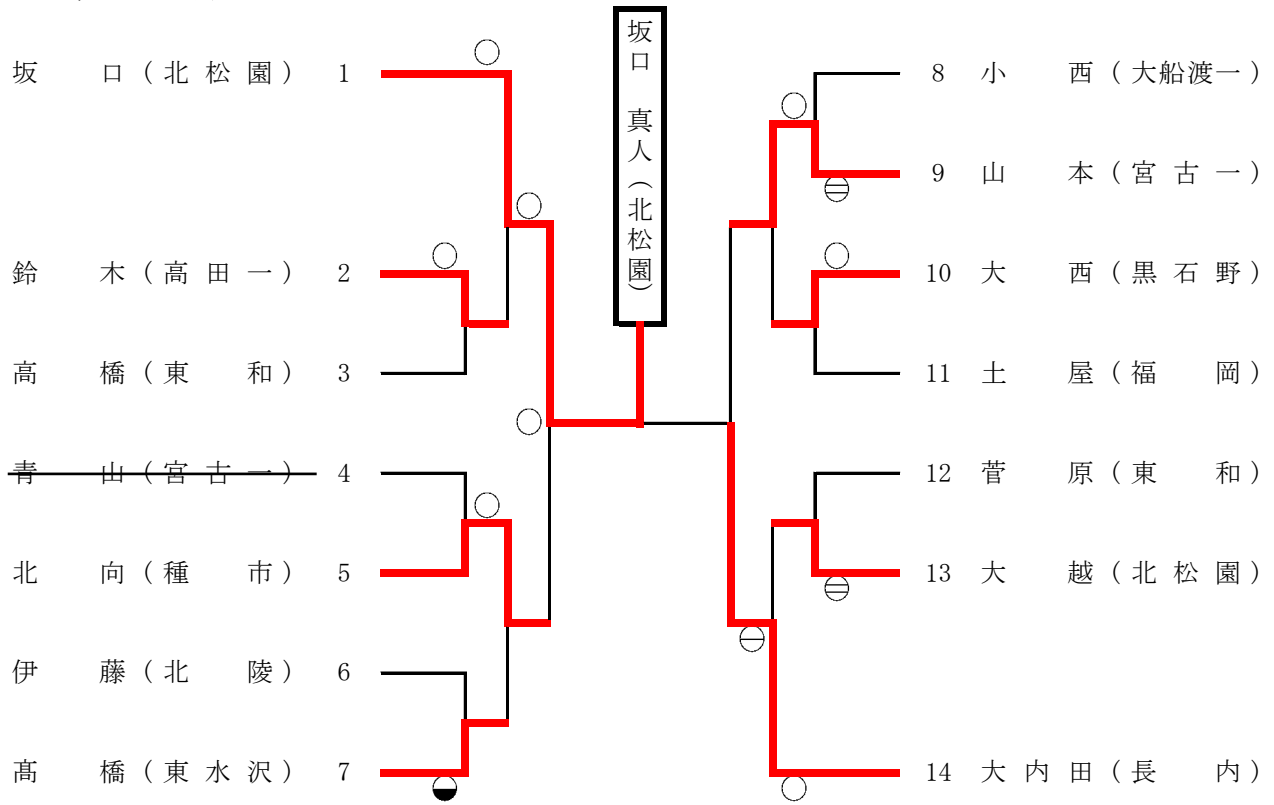 坂口(北松園) 1
鈴木(高田一) 2
高橋(東和) 3
青山(宮古一) 4
北向(種市) 5
伊藤(北陵) 6
髙橋(東水沢) 7
坂口 真人(北松園)
8 小西(大船渡一)
9 山本(宮古一)
10 大西(黒石野)
11 土屋(福岡)
12 菅原(東和)
13 大越(北松園)
14 大内田(長内)